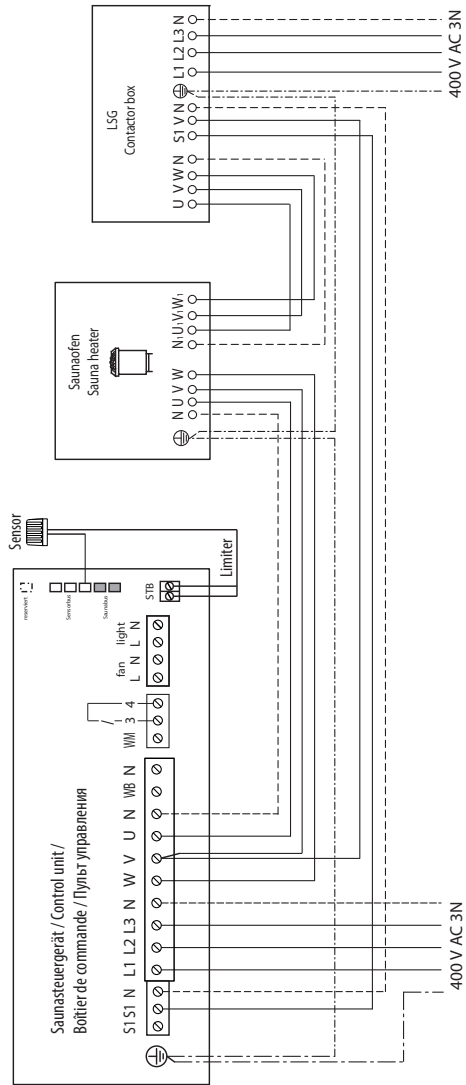 Saunasteuergerät / Control unit /
Boîtier de commande / Пульт управления
S1 S1 N L1 L2 L3 N W V U N WB N
WM 3 4
fan light
L N L N
STB
reserviert
Sensorbus
Saunabus
Sensor
Limiter
400 V AC 3N
Saunaofen
Sauna heater
N U V W N1 U1 V1 W1
LSG
Contactor box
U V W N S1 V N L1 L2 L3 N
400 V AC 3N